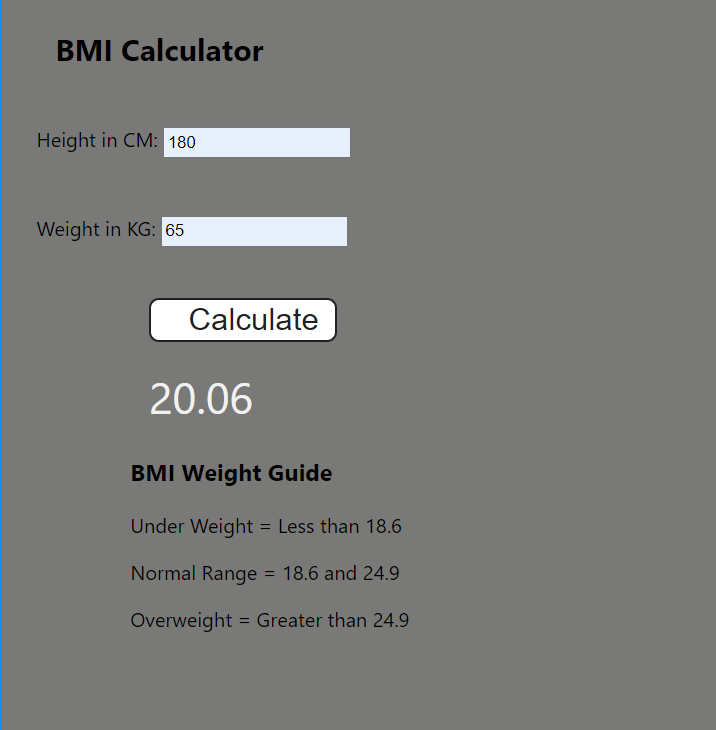 BMI Calculator
Height in CM: 180
Weight in KG: 65
Calculate
20.06
BMI Weight Guide
Under Weight = Less than 18.6
Normal Range = 18.6 and 24.9
Overweight = Greater than 24.9